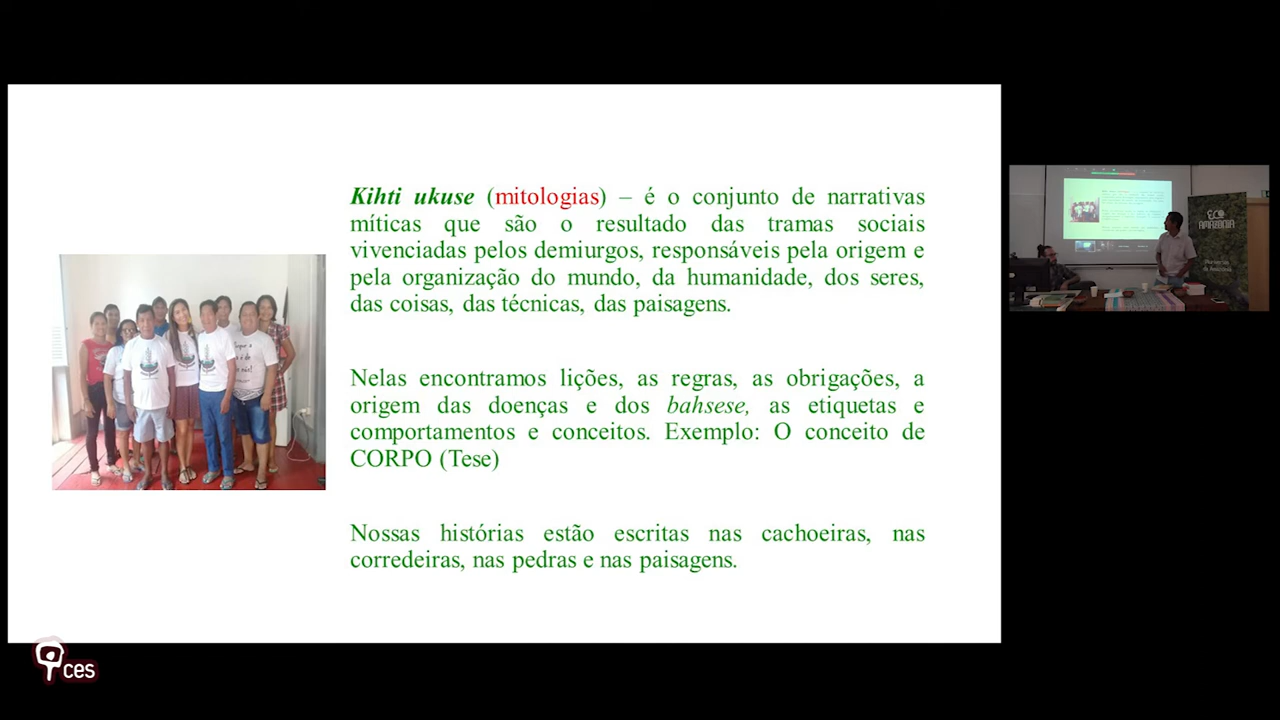 Kihti ukuse (mitologias) – é o conjunto de narrativas
míticas que são o resultado das tramas sociais
vivenciadas pelos demiurgos, responsáveis pela origem e
pela organização do mundo, da humanidade, dos seres,
das coisas, das técnicas, das paisagens.
Nelas encontramos lições, as regras, as obrigações, a
origem das doenças e dos bahsese, as etiquetas e
comportamentos e conceitos. Exemplo: O conceito de
CORPO (Tese)
Nossas histórias estão escritas nas cachoeiras, nas
corredeiras, nas pedras e nas paisagens.
ECO
AMAZONIA
ces